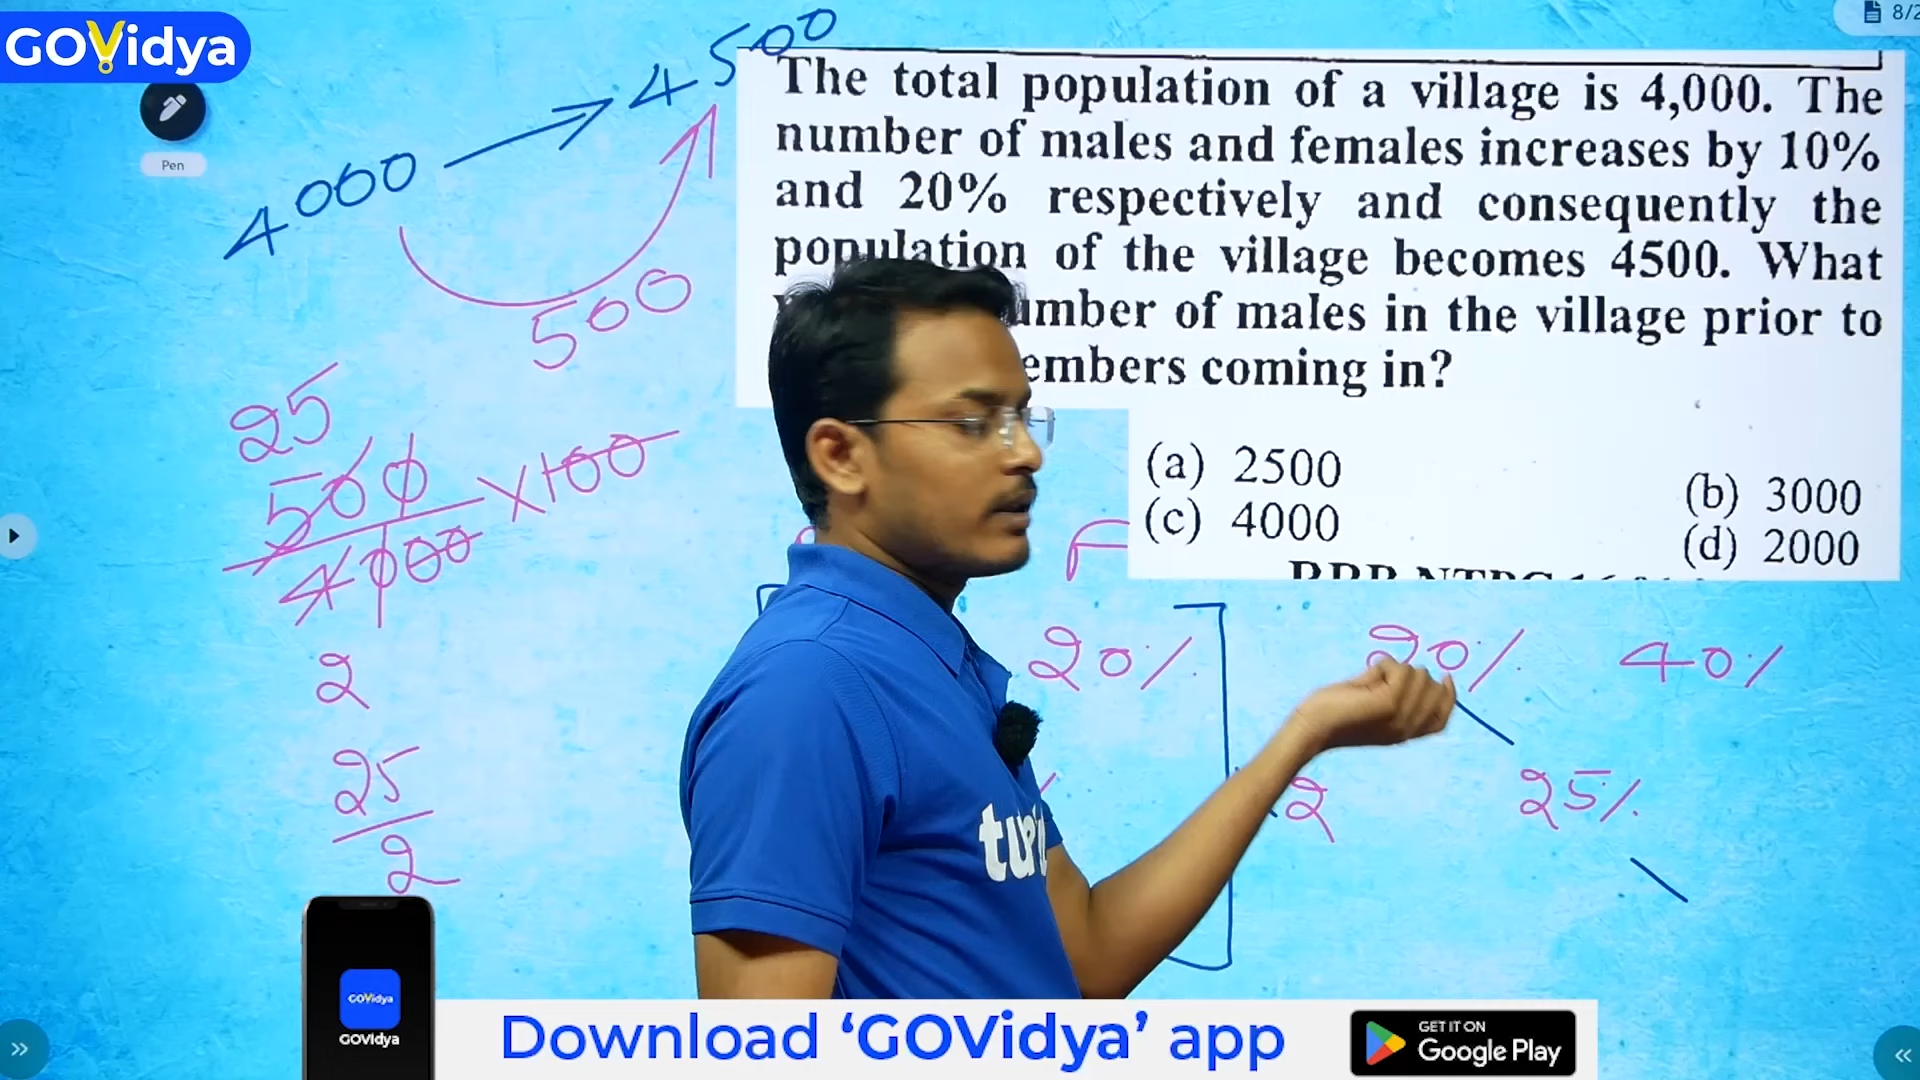 GOVidya
8/2
Pen
4000 → 4500
500
The total population of a village is 4,000. The
number of males and females increases by 10%
and 20% respectively and consequently the
population of the village becomes 4500. What
umber of males in the village prior to
embers coming in?
(a) 2500
(b) 3000
(c) 4000
(d) 2000
25
500
4000
×100
2
25
2
F
20%
20%
40%
2
25%
tu
GOVidya
GOVidya
Download ‘GOVidya’ app
GET IT ON
Google Play